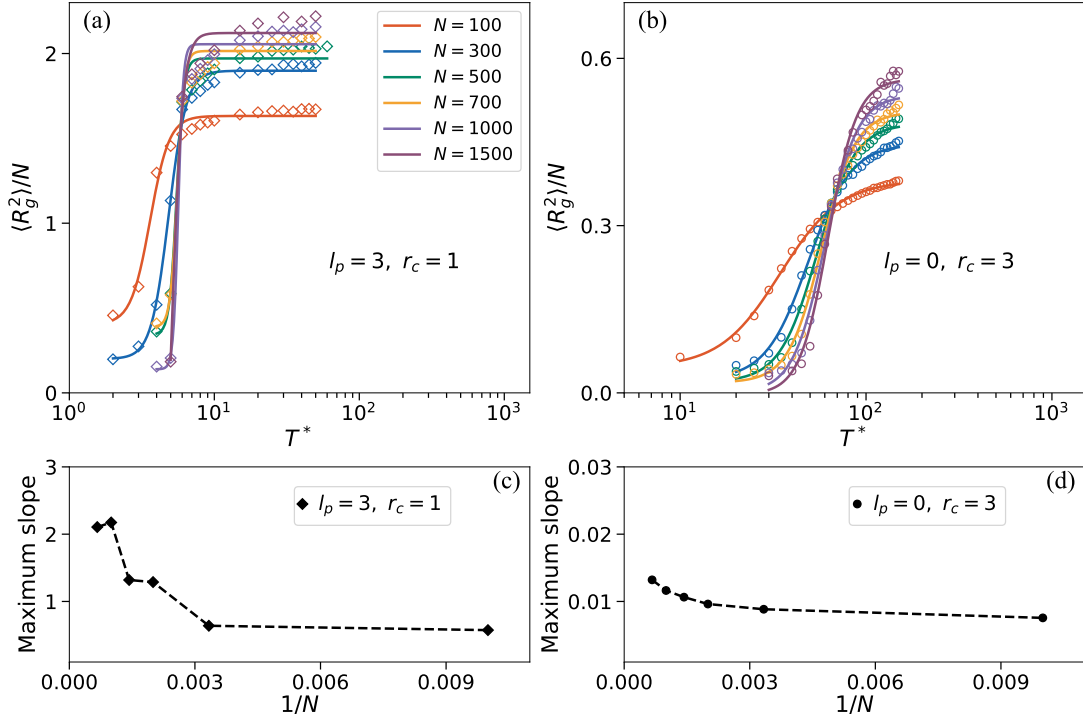 (a)
N = 100
N = 300
N = 500
N = 700
N = 1000
N = 1500
l_p = 3, r_c = 1
⟨R_g^2⟩/N
0
1
2
10^0
10^1
10^2
10^3
T^*
(b)
l_p = 0, r_c = 3
⟨R_g^2⟩/N
0.0
0.3
0.6
10^1
10^2
10^3
T^*
(c)
l_p = 3, r_c = 1
Maximum slope
3
2
1
0.000
0.003
0.006
0.009
1/N
(d)
l_p = 0, r_c = 3
Maximum slope
0.03
0.02
0.01
0.000
0.003
0.006
0.009
1/N